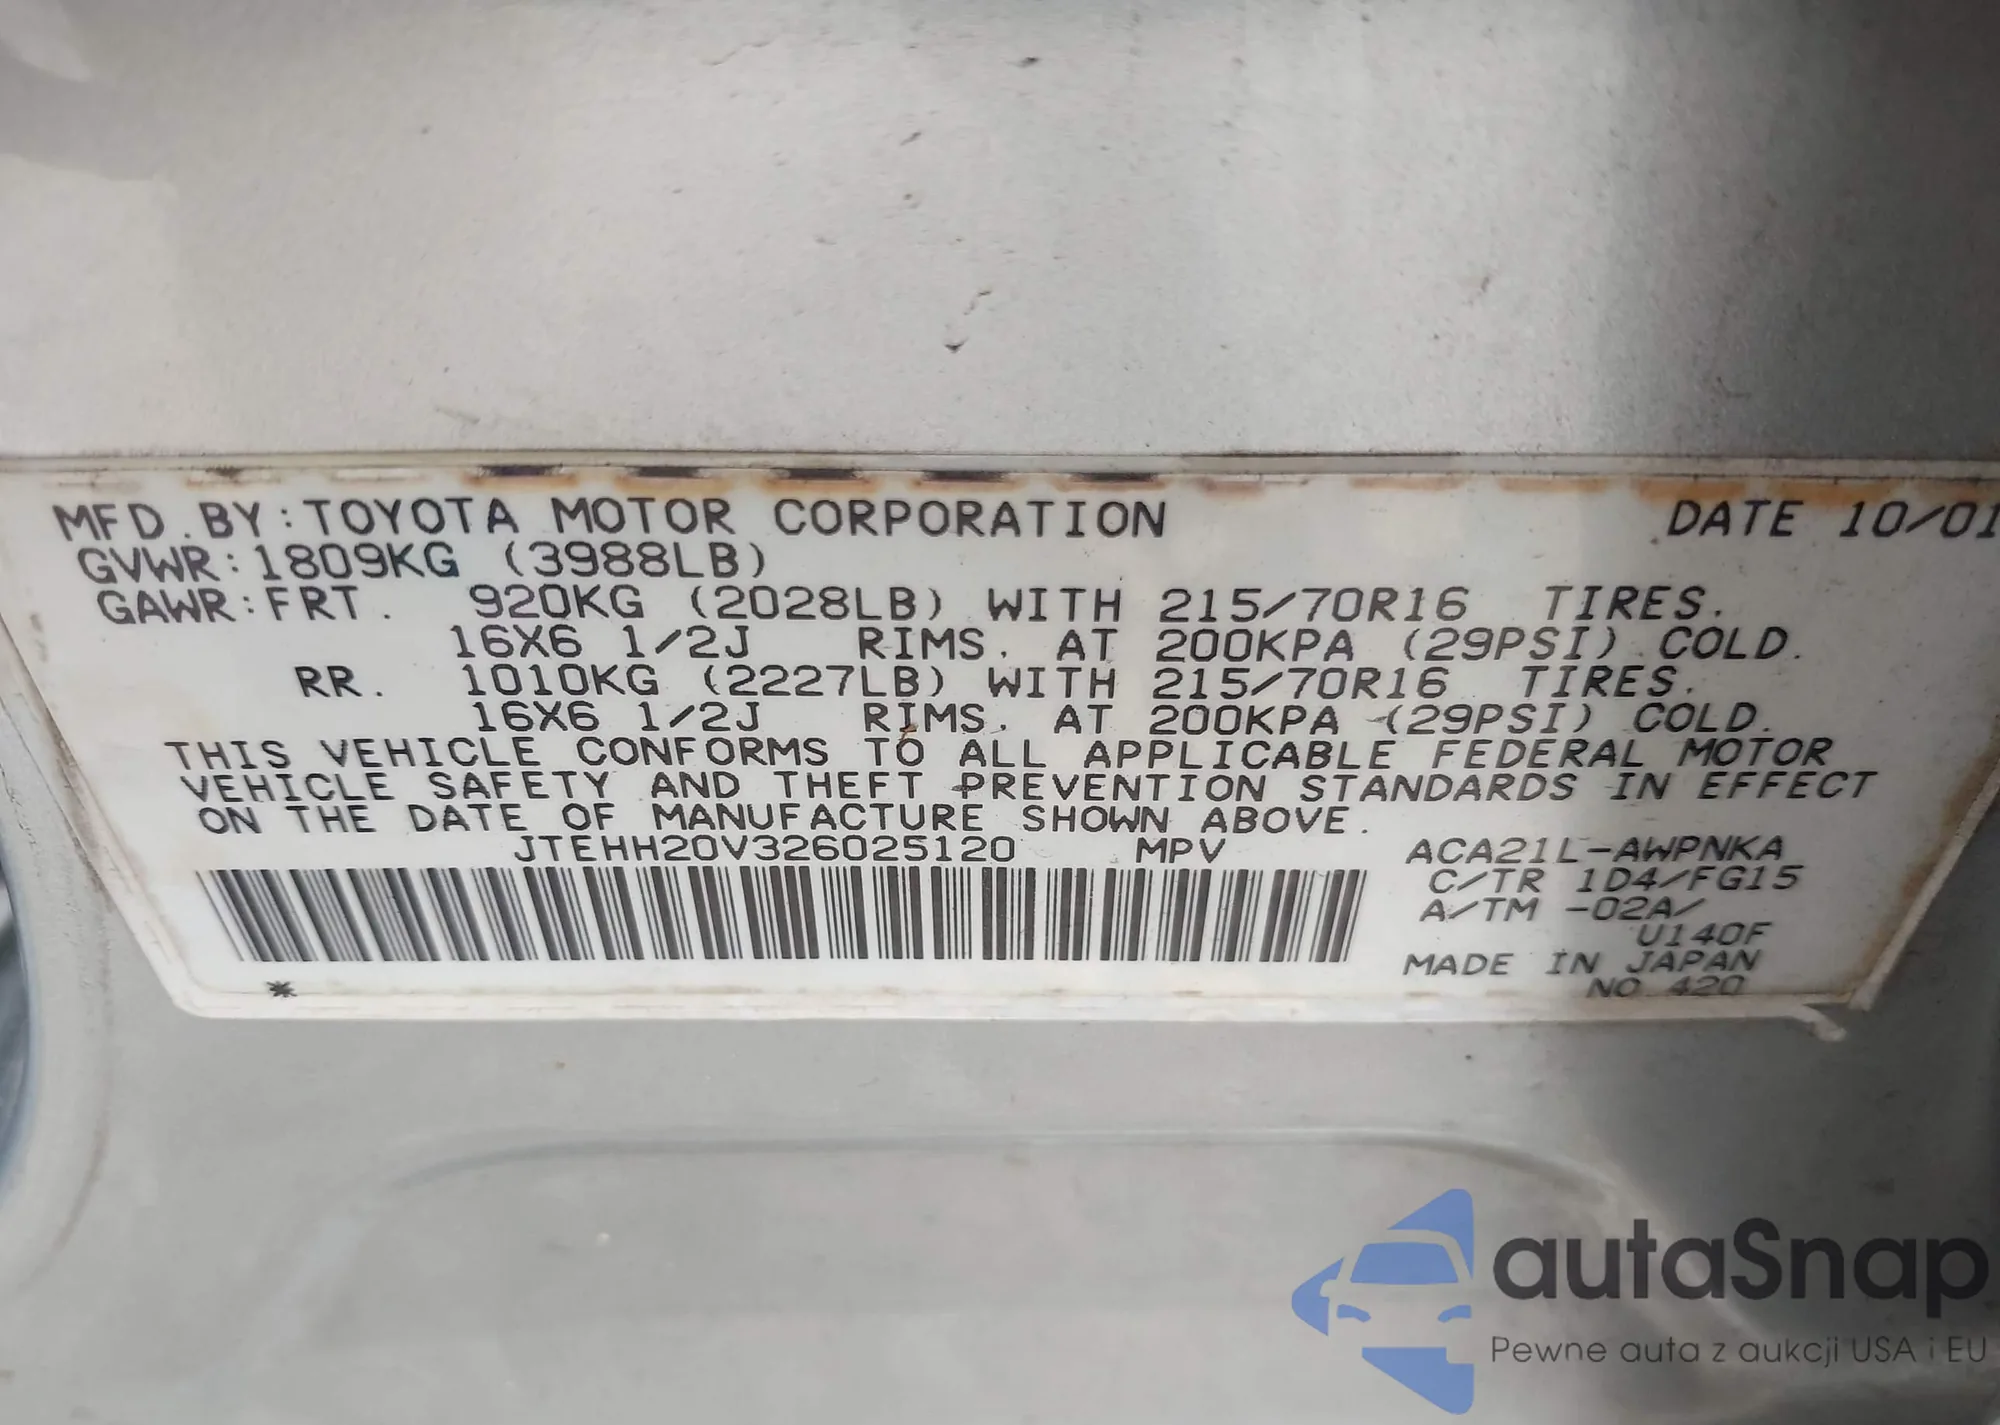 MFD.BY:TOYOTA MOTOR CORPORATION DATE 10/01
GVWR:1809KG (3988LB)
GAWR:FRT. 920KG (2028LB) WITH 215/70R16 TIRES.
16X6 1/2J RIMS. AT 200KPA (29PSI) COLD.
RR. 1010KG (2227LB) WITH 215/70R16 TIRES.
16X6 1/2J RIMS. AT 200KPA (29PSI) COLD.
THIS VEHICLE CONFORMS TO ALL APPLICABLE FEDERAL MOTOR
VEHICLE SAFETY AND THEFT PREVENTION STANDARDS IN EFFECT
ON THE DATE OF MANUFACTURE SHOWN ABOVE.
JTEHH20V326025120 MPV ACA21L-AWPNKA
C/TR 1D4/FG15
A/TM -02A/
U140F
MADE IN JAPAN
NO 420
*
autaSnap
Pewne auta z aukcji USA i EU